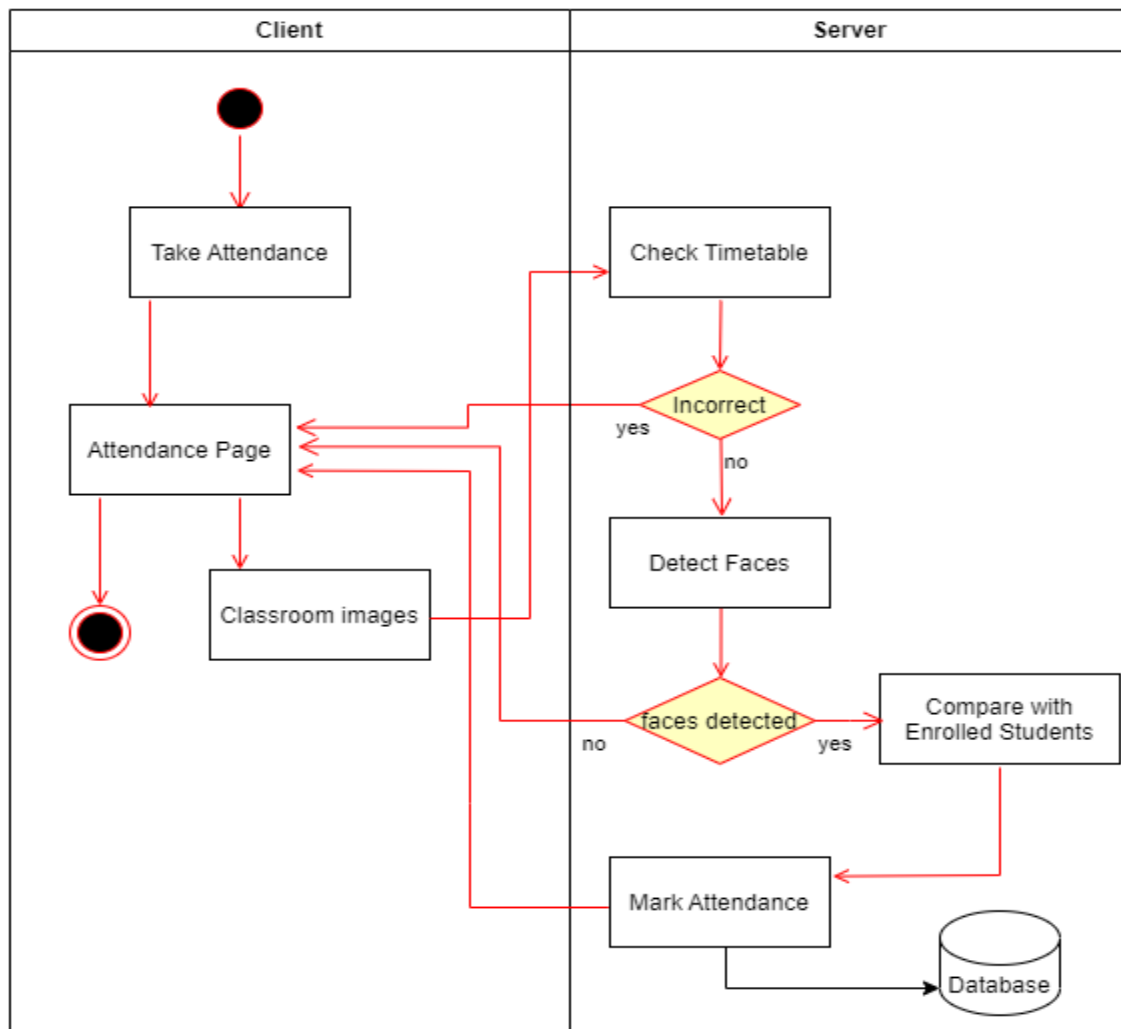 Client
Server
Take Attendance
Check Timetable
Incorrect
yes
no
Attendance Page
Detect Faces
Classroom images
faces detected
no
yes
Compare with
Enrolled Students
Mark Attendance
Database